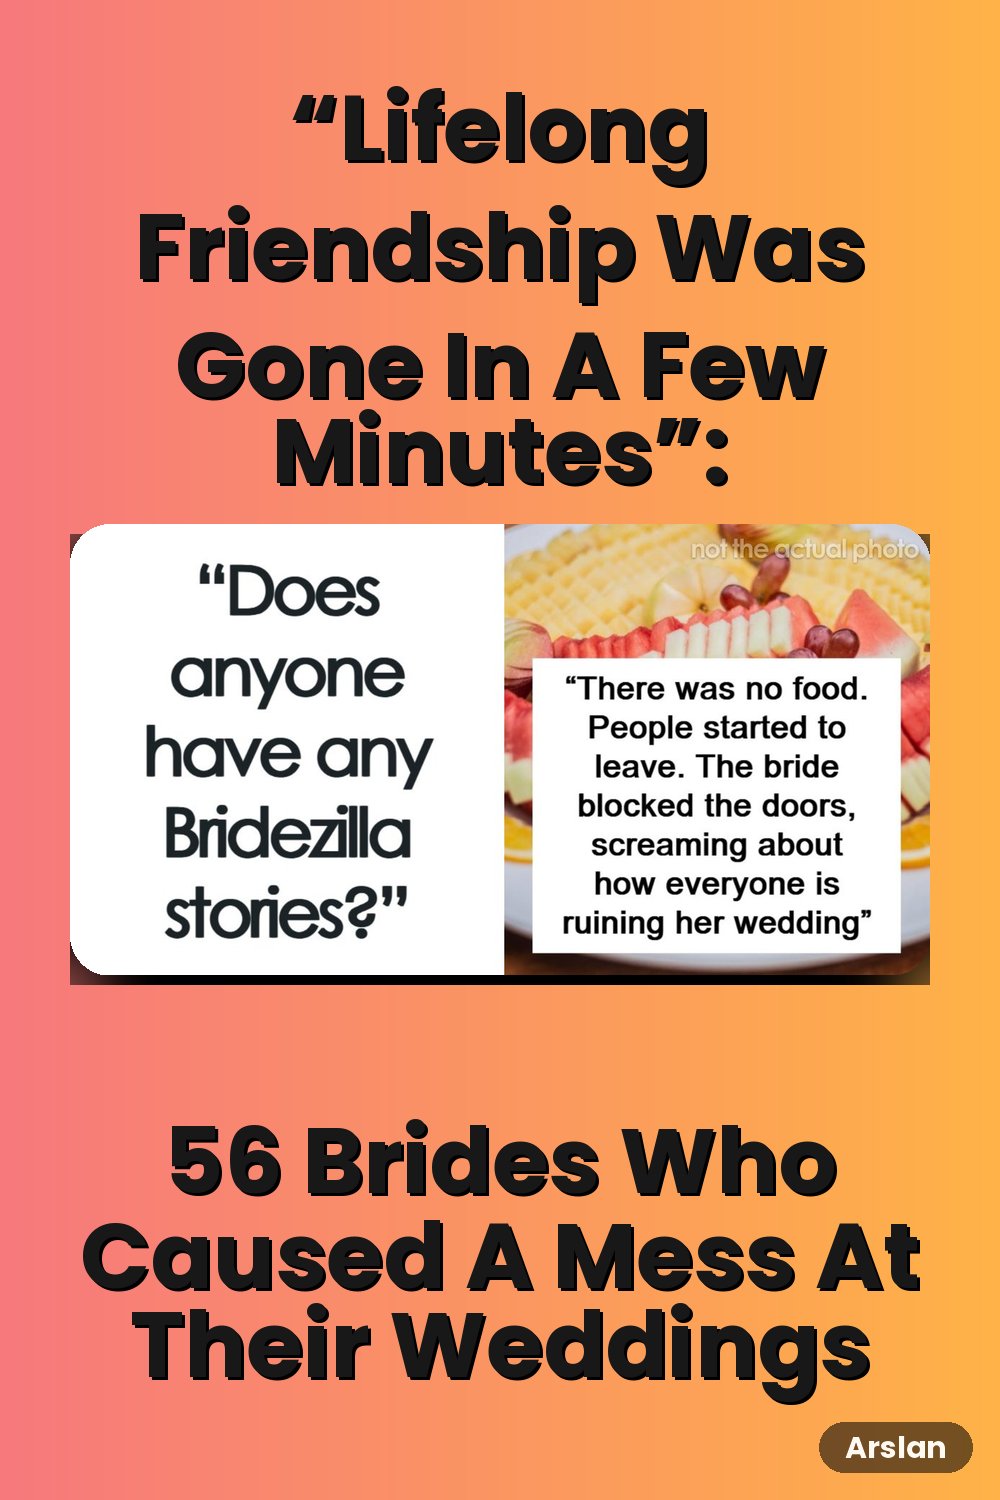 “Lifelong
Friendship Was
Gone In A Few
Minutes”:
“Does
anyone
have any
Bridezilla
stories?”
not the actual photo
“There was no food.
People started to
leave. The bride
blocked the doors,
screaming about
how everyone is
ruining her wedding”
56 Brides Who
Caused A Mess At
Their Weddings
Arslan